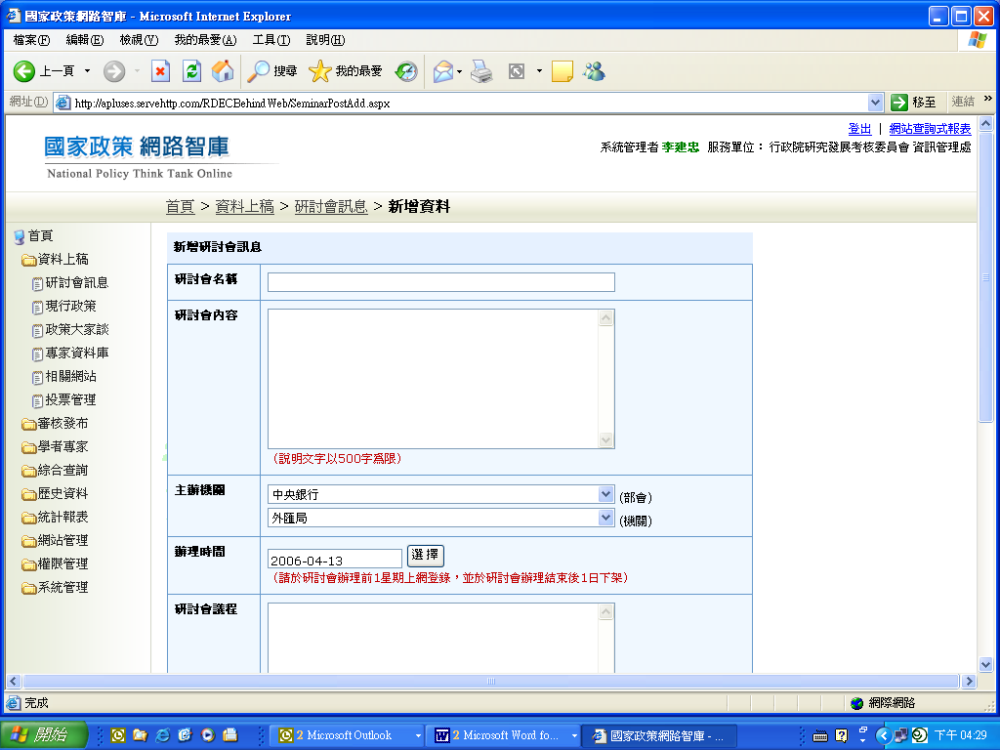 國家政策網路智庫 - Microsoft Internet Explorer
檔案(F) 編輯(E) 檢視(V) 我的最愛(A) 工具(T) 說明(H)
上一頁 搜尋 我的最愛
網址(D) http://apluses.servehttp.com/RDECBehindWeb/SeminarPostAdd.aspx 移至 連結 »
登出 | 網站查詢式報表
國家政策 網路智庫
系統管理者 李建忠 服務單位: 行政院研究發展考核委員會 資訊管理處
National Policy Think Tank Online
首頁 > 資料上稿 > 研討會訊息 > 新增資料
首頁
資料上稿
研討會訊息
現行政策
政策大家談
專家資料庫
相關網站
投票管理
審核發布
學者專家
綜合查詢
歷史資料
統計報表
網站管理
權限管理
系統管理
新增研討會訊息
研討會名稱
研討會內容
(說明文字以500字為限)
主辦機關
中央銀行 (部會)
外匯局 (機關)
辦理時間
2006-04-13 選擇
(請於研討會辦理前1星期上網登錄，並於研討會辦理結束後1日下架)
研討會議程
完成 網際網路
開始 2 Microsoft Outlook 2 Microsoft Word fo... 國家政策網路智庫 - ... 下午 04:29